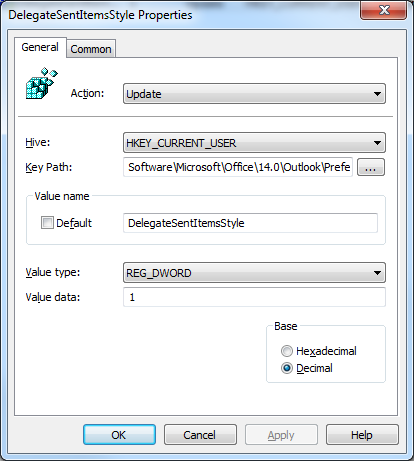 DelegateSentItemsStyle Properties
General Common
Action: Update
Hive: HKEY_CURRENT_USER
Key Path: Software\Microsoft\Office\14.0\Outlook\Prefe ...
Value name
Default DelegateSentItemsStyle
Value type: REG_DWORD
Value data: 1
Base
Hexadecimal
Decimal
OK Cancel Apply Help